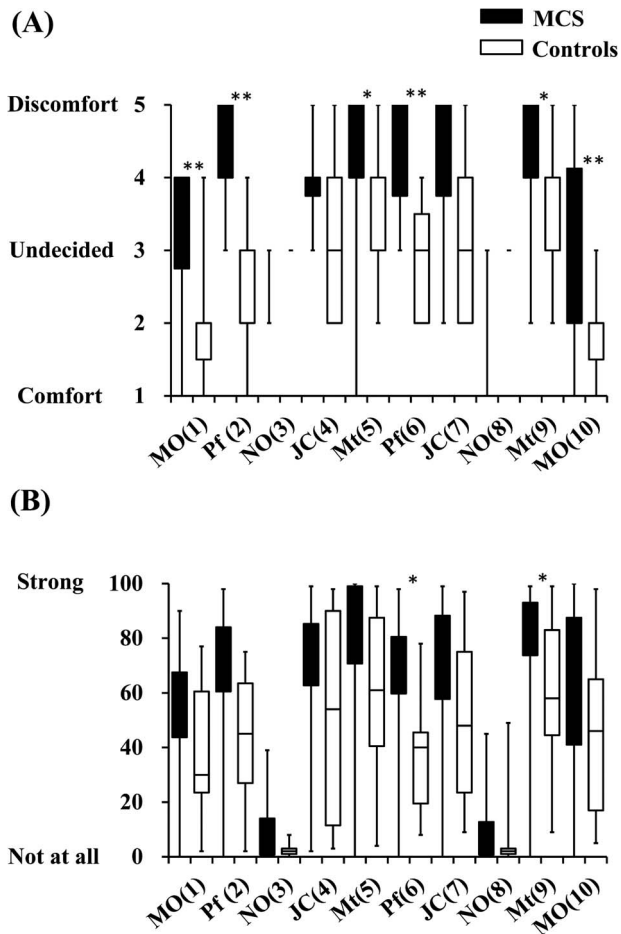 (A)
MCS
Controls
Discomfort 5
4
Undecided 3
2
Comfort 1
** ** * ** * **
MO(1) Pf (2) NO(3) JC(4) Mt(5) Pf(6) JC(7) NO(8) Mt(9) MO(10)
(B)
Strong 100
80
60
40
20
Not at all 0
* *
MO(1) Pf (2) NO(3) JC(4) Mt(5) Pf(6) JC(7) NO(8) Mt(9) MO(10)